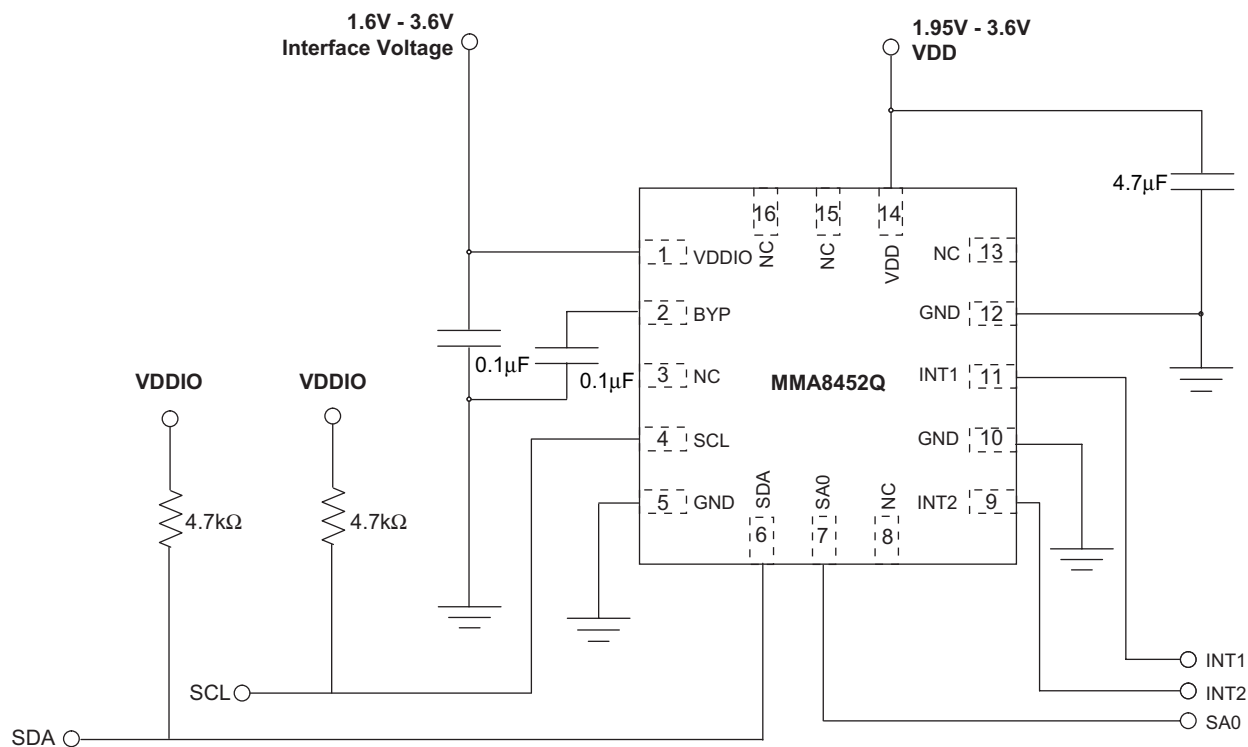 1.6V - 3.6V
Interface Voltage
1.95V - 3.6V
VDD
4.7μF
16
NC
15
NC
14
VDD
1
VDDIO
NC
13
2
BYP
GND
12
0.1μF
0.1μF
3
NC
MMA8452Q
INT1
11
VDDIO
VDDIO
4
SCL
GND
10
5
GND
SDA
6
SA0
7
NC
8
INT2
9
4.7kΩ
4.7kΩ
INT1
SCL
INT2
SA0
SDA